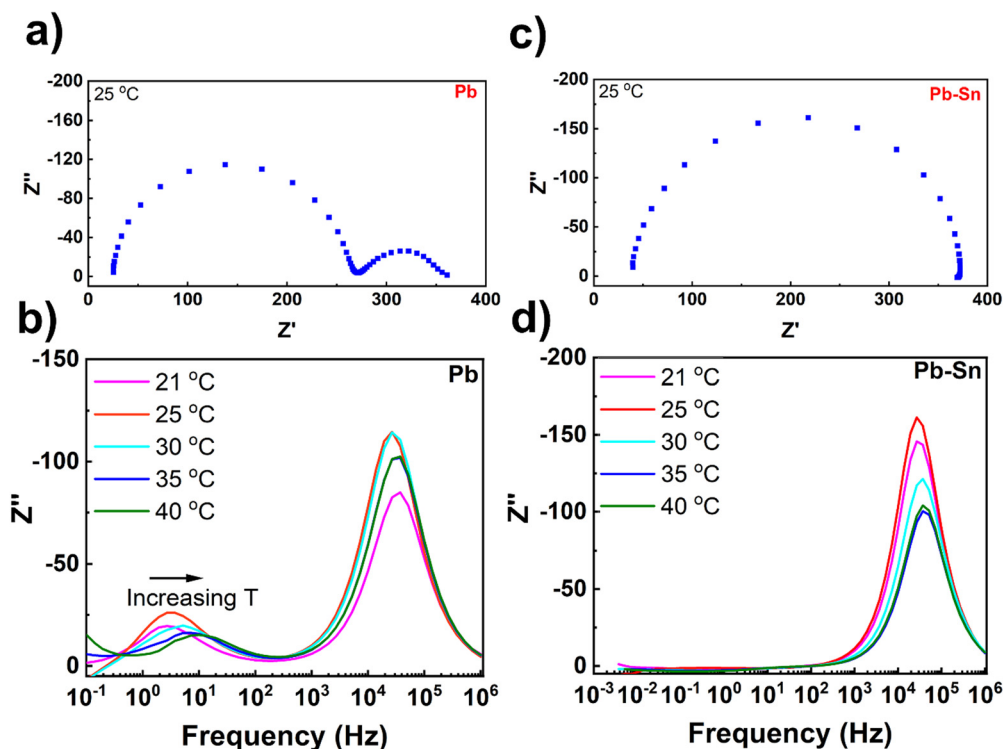 a)
25 °C
Pb
-200
-160
-120
-80
-40
0
Z''
0
100
200
300
400
Z'
c)
25 °C
Pb-Sn
-200
-150
-100
-50
0
Z''
0
100
200
300
400
Z'
b)
Pb
21 °C
25 °C
30 °C
35 °C
40 °C
Increasing T
-150
-100
-50
0
Z''
10-1
100
101
102
103
104
105
106
Frequency (Hz)
d)
Pb-Sn
21 °C
25 °C
30 °C
35 °C
40 °C
-200
-150
-100
-50
0
Z''
10-3
10-2
10-1
100
101
102
103
104
105
106
Frequency (Hz)